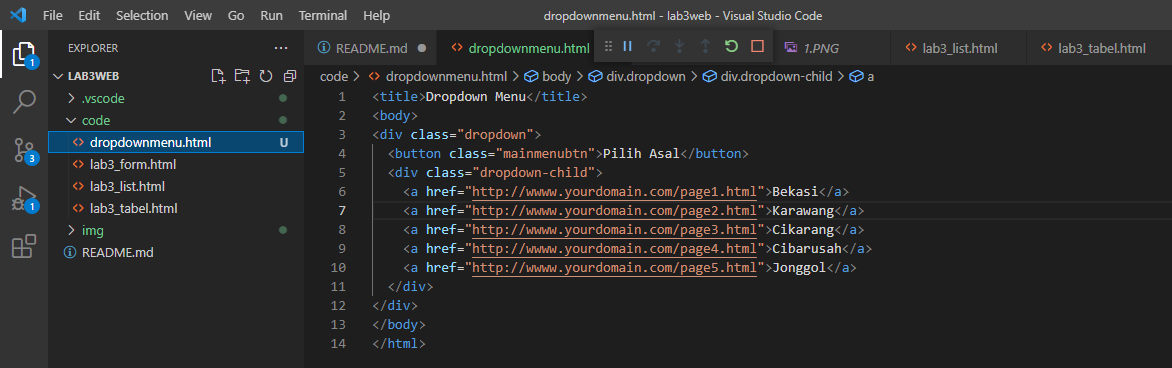 File Edit Selection View Go Run Terminal Help dropdownmenu.html - lab3web - Visual Studio Code
EXPLORER
README.md
dropdownmenu.html
1.PNG
lab3_list.html
lab3_tabel.html
LAB3WEB
.vscode
code
dropdownmenu.html U
lab3_form.html
lab3_list.html
lab3_tabel.html
img
README.md
1
3
1
code > dropdownmenu.html > body > div.dropdown > div.dropdown-child > a
1 <title>Dropdown Menu</title>
2 <body>
3 <div class="dropdown">
4 <button class="mainmenubtn">Pilih Asal</button>
5 <div class="dropdown-child">
6 <a href="http://wwww.yourdomain.com/page1.html">Bekasi</a>
7 <a href="http://wwww.yourdomain.com/page2.html">Karawang</a>
8 <a href="http://wwww.yourdomain.com/page3.html">Cikarang</a>
9 <a href="http://wwww.yourdomain.com/page4.html">Cibarusah</a>
10 <a href="http://wwww.yourdomain.com/page5.html">Jonggol</a>
11 </div>
12 </div>
13 </body>
14 </html>